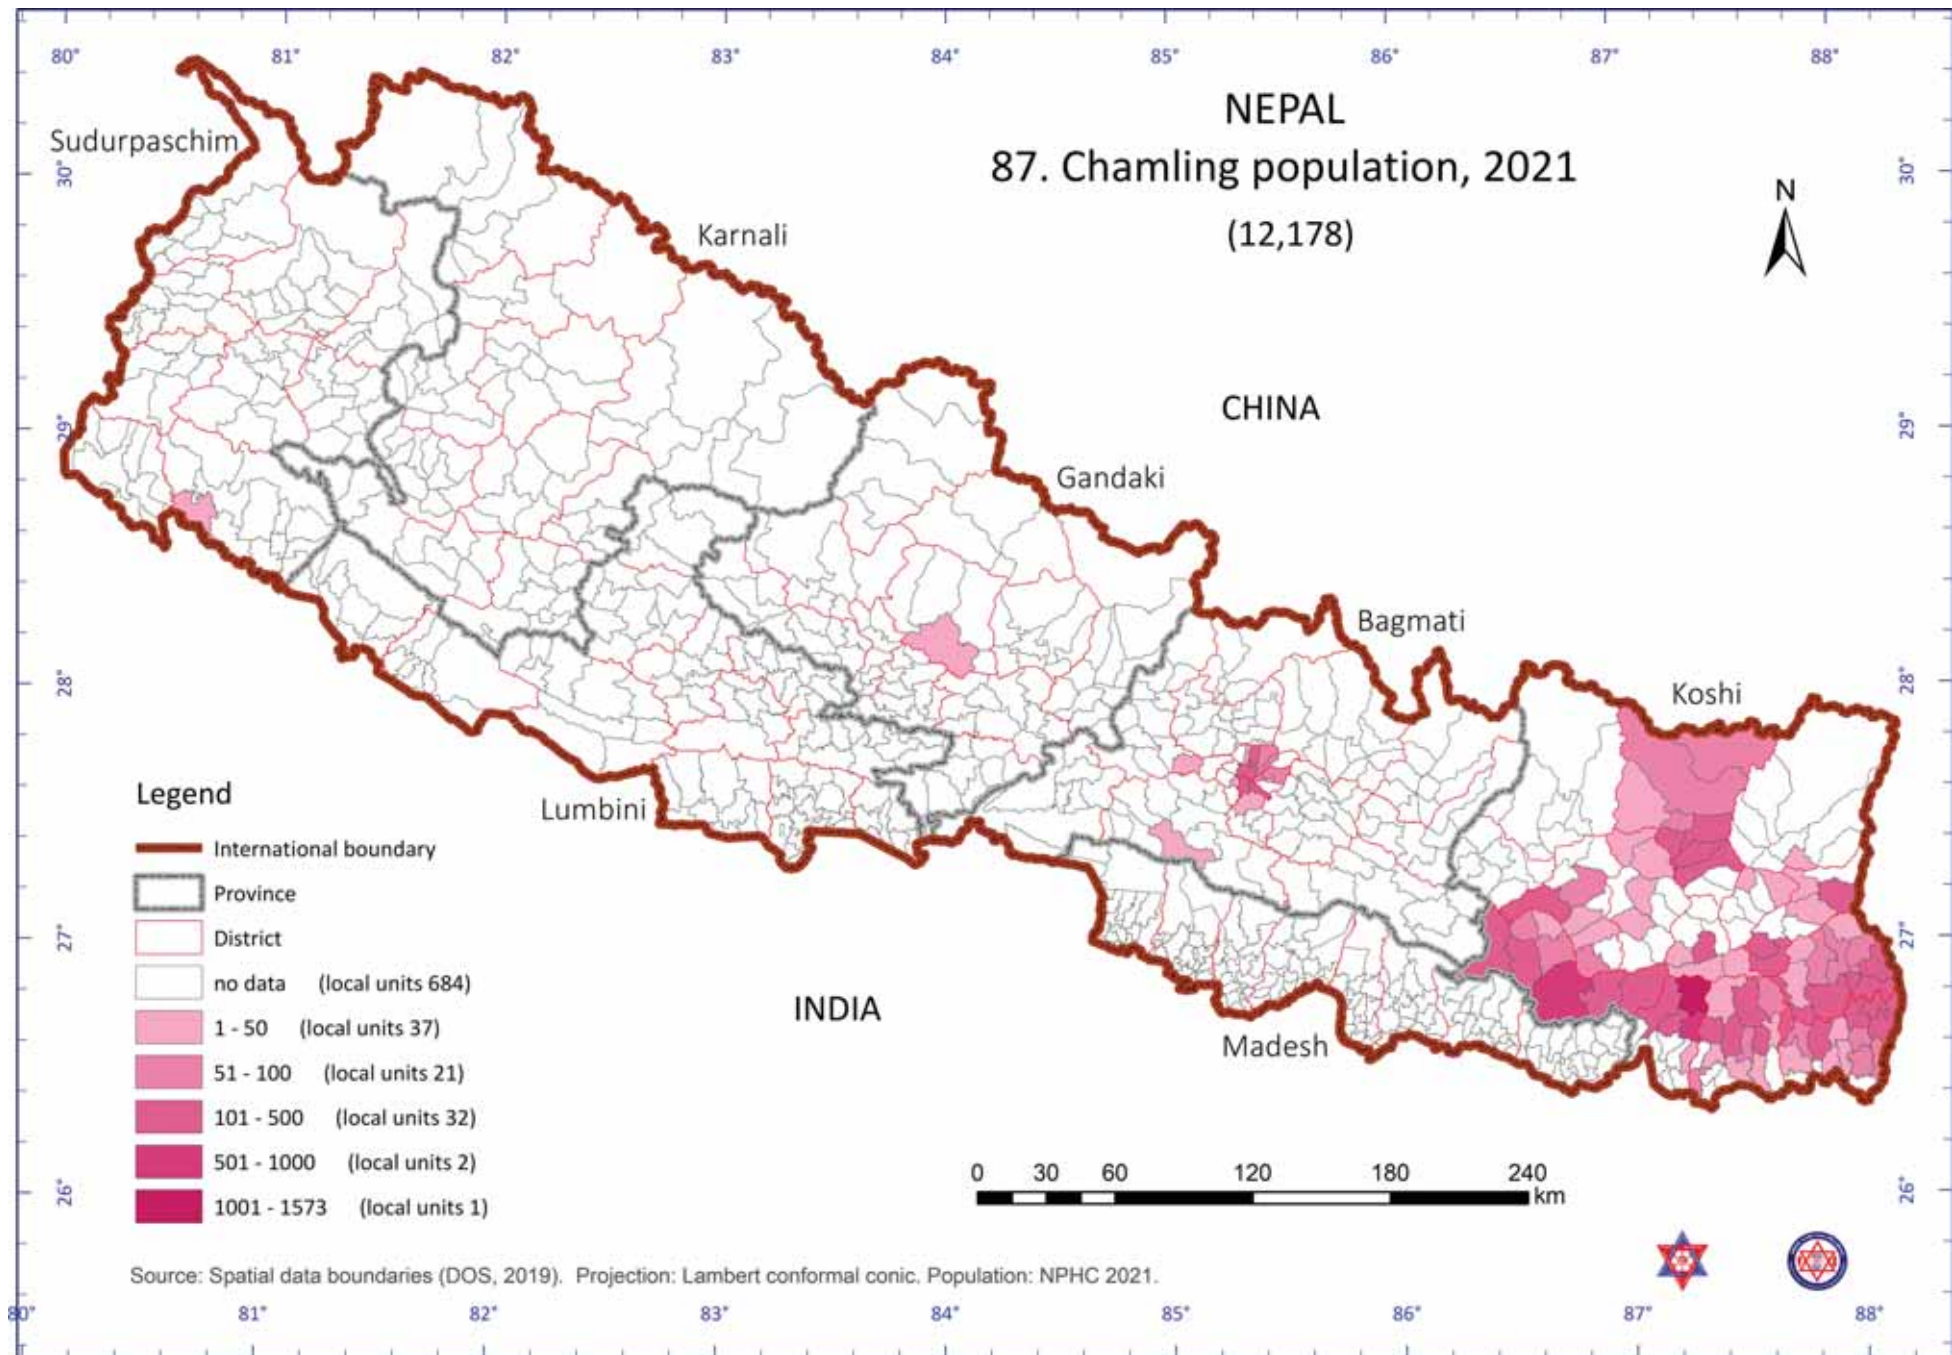 80° 81° 82° 83° 84° 85° 86° 87° 88°
NEPAL
87. Chamling population, 2021
(12,178)
N
Sudurpaschim
30° 30°
Karnali
CHINA
29° 29°
Gandaki
Bagmati
28° 28°
Koshi
Legend
Lumbini
International boundary
Province
District
27° 27°
no data (local units 684)
INDIA
1 - 50 (local units 37)
Madesh
51 - 100 (local units 21)
101 - 500 (local units 32)
501 - 1000 (local units 2)
0 30 60 120 180 240
km
26° 26°
1001 - 1573 (local units 1)
Source: Spatial data boundaries (DOS, 2019). Projection: Lambert conformal conic. Population: NPHC 2021.
80° 81° 82° 83° 84° 85° 86° 87° 88°